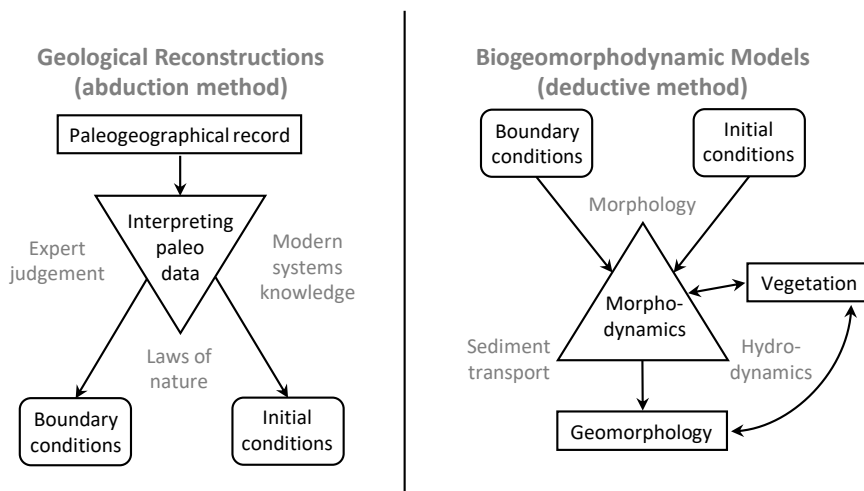 Geological Reconstructions
(abduction method)
Paleogeographical record
Interpreting
paleo
data
Expert
judgement
Modern
systems
knowledge
Laws of
nature
Boundary
conditions
Initial
conditions
Biogeomorphodynamic Models
(deductive method)
Boundary
conditions
Initial
conditions
Morphology
Vegetation
Morpho-
dynamics
Sediment
transport
Hydro-
dynamics
Geomorphology